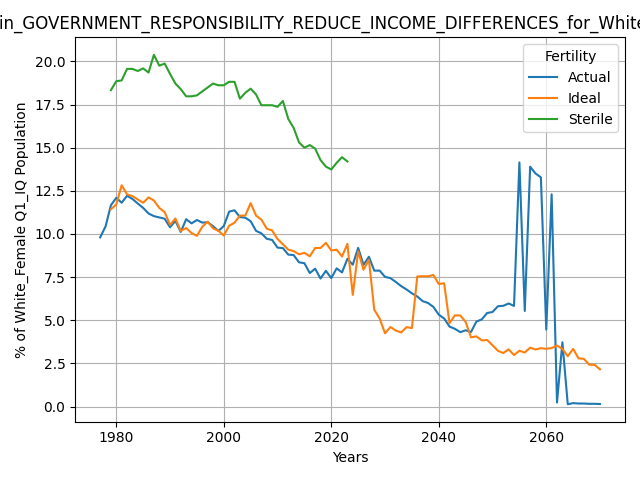 in_GOVERNMENT_RESPONSIBILITY_REDUCE_INCOME_DIFFERENCES_for_White
Fertility
Actual
Ideal
Sterile
% of White_Female Q1_IQ Population
20.0
17.5
15.0
12.5
10.0
7.5
5.0
2.5
0.0
1980 2000 2020 2040 2060
Years